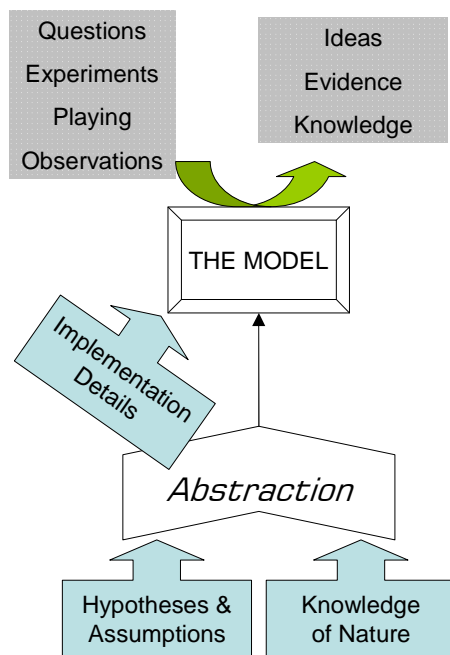 Questions
Experiments
Playing
Observations
Ideas
Evidence
Knowledge
THE MODEL
Implementation
Details
Abstraction
Hypotheses &
Assumptions
Knowledge
of Nature